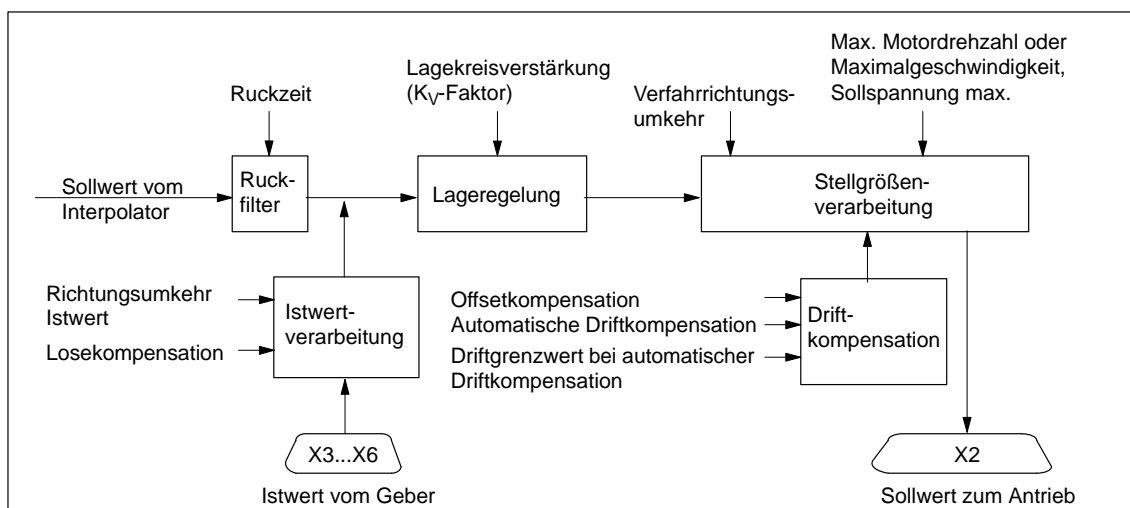 Max. Motordrehzahl oder
Maximalgeschwindigkeit,
Sollspannung max.
Lagekreisverstärkung
(KV-Faktor)
Ruckzeit
Verfahrrichtungs-
umkehr
Sollwert vom
Interpolator
Ruck-
filter
Lageregelung
Stellgrößen-
verarbeitung
Richtungsumkehr
Istwert
Losekompensation
Istwert-
verarbeitung
Offsetkompensation
Automatische Driftkompensation
Driftgrenzwert bei automatischer
Driftkompensation
Drift-
kompensation
X3...X6
Istwert vom Geber
X2
Sollwert zum Antrieb